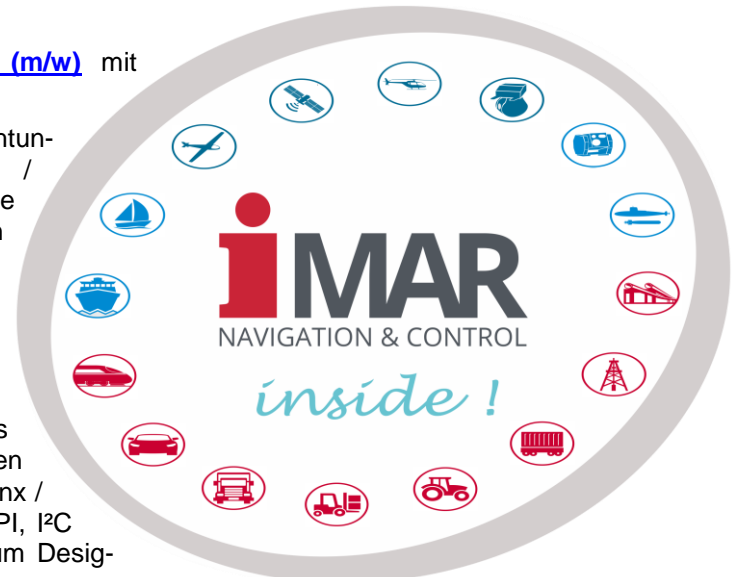 (m/w) mit
ntun-
/
e
n
s
en
nx /
PI, I²C
um Desig-
iMAR
NAVIGATION & CONTROL
inside !